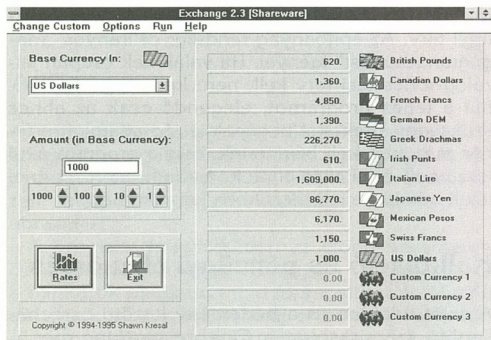 Exchange 2.3 [Shareware]
Change Custom Options Run Help
Base Currency In:
US Dollars
Amount (in Base Currency):
1000
1000 100 10 1
Rates Exit
Copyright © 1994-1995 Shawn Kresal
620. British Pounds
1,360. Canadian Dollars
4,850. French Francs
1,390. German DEM
226,270. Greek Drachmas
610. Irish Punts
1,609,000. Italian Lire
86,770. Japanese Yen
6,170. Mexican Pesos
1,150. Swiss Francs
1,000. US Dollars
0.00 Custom Currency 1
0.00 Custom Currency 2
0.00 Custom Currency 3